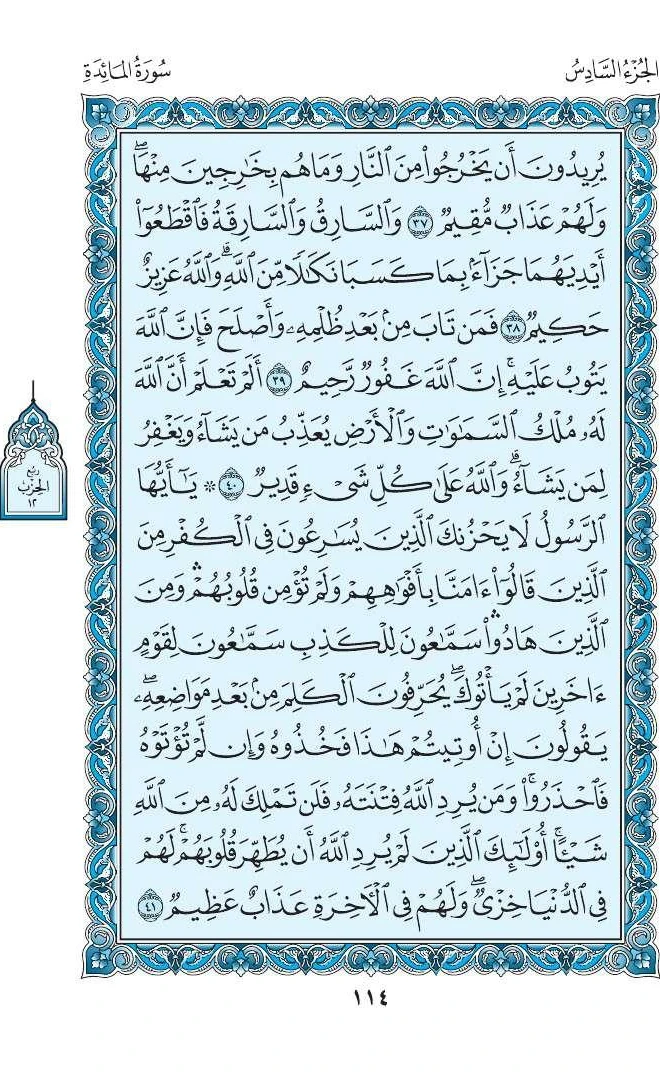 الجُزْءُ السَّادِسُ
سُورَةُ المَائِدَةِ
يُرِيدُونَ أَن يَخْرُجُوا۟ مِنَ ٱلنَّارِ وَمَا هُم بِخَٰرِجِينَ مِنْهَا ۖ
وَلَهُمْ عَذَابٌ مُّقِيمٌ ٣٧ وَٱلسَّارِقُ وَٱلسَّارِقَةُ فَٱقْطَعُوٓا۟
أَيْدِيَهُمَا جَزَآءًۢ بِمَا كَسَبَا نَكَٰلًا مِّنَ ٱللَّهِ ۗ وَٱللَّهُ عَزِيزٌ
حَكِيمٌ ٣٨ فَمَن تَابَ مِنۢ بَعْدِ ظُلْمِهِۦ وَأَصْلَحَ فَإِنَّ ٱللَّهَ
يَتُوبُ عَلَيْهِ ۗ إِنَّ ٱللَّهَ غَفُورٌ رَّحِيمٌ ٣٩ أَلَمْ تَعْلَمْ أَنَّ ٱللَّهَ
لَهُۥ مُلْكُ ٱلسَّمَٰوَٰتِ وَٱلْأَرْضِ يُعَذِّبُ مَن يَشَآءُ وَيَغْفِرُ
لِمَن يَشَآءُ ۗ وَٱللَّهُ عَلَىٰ كُلِّ شَىْءٍ قَدِيرٌ ٤٠ ۞ يَٰٓأَيُّهَا
ٱلرَّسُولُ لَا يَحْزُنكَ ٱلَّذِينَ يُسَٰرِعُونَ فِى ٱلْكُفْرِ مِنَ
ٱلَّذِينَ قَالُوٓا۟ ءَامَنَّا بِأَفْوَٰهِهِمْ وَلَمْ تُؤْمِن قُلُوبُهُمْ ۛ وَمِنَ
ٱلَّذِينَ هَادُوا۟ ۛ سَمَّٰعُونَ لِلْكَذِبِ سَمَّٰعُونَ لِقَوْمٍ
ءَاخَرِينَ لَمْ يَأْتُوكَ ۖ يُحَرِّفُونَ ٱلْكَلِمَ مِنۢ بَعْدِ مَوَاضِعِهِۦ ۖ
يَقُولُونَ إِنْ أُوتِيتُمْ هَٰذَا فَخُذُوهُ وَإِن لَّمْ تُؤْتَوْهُ
فَٱحْذَرُوا۟ ۚ وَمَن يُرِدِ ٱللَّهُ فِتْنَتَهُۥ فَلَن تَمْلِكَ لَهُۥ مِنَ ٱللَّهِ
شَيْـًٔا ۚ أُو۟لَٰٓئِكَ ٱلَّذِينَ لَمْ يُرِدِ ٱللَّهُ أَن يُطَهِّرَ قُلُوبَهُمْ ۚ لَهُمْ
فِى ٱلدُّنْيَا خِزْىٌ ۖ وَلَهُمْ فِى ٱلْءَاخِرَةِ عَذَابٌ عَظِيمٌ ٤١
ربع
الحزب
١٢
١١٤